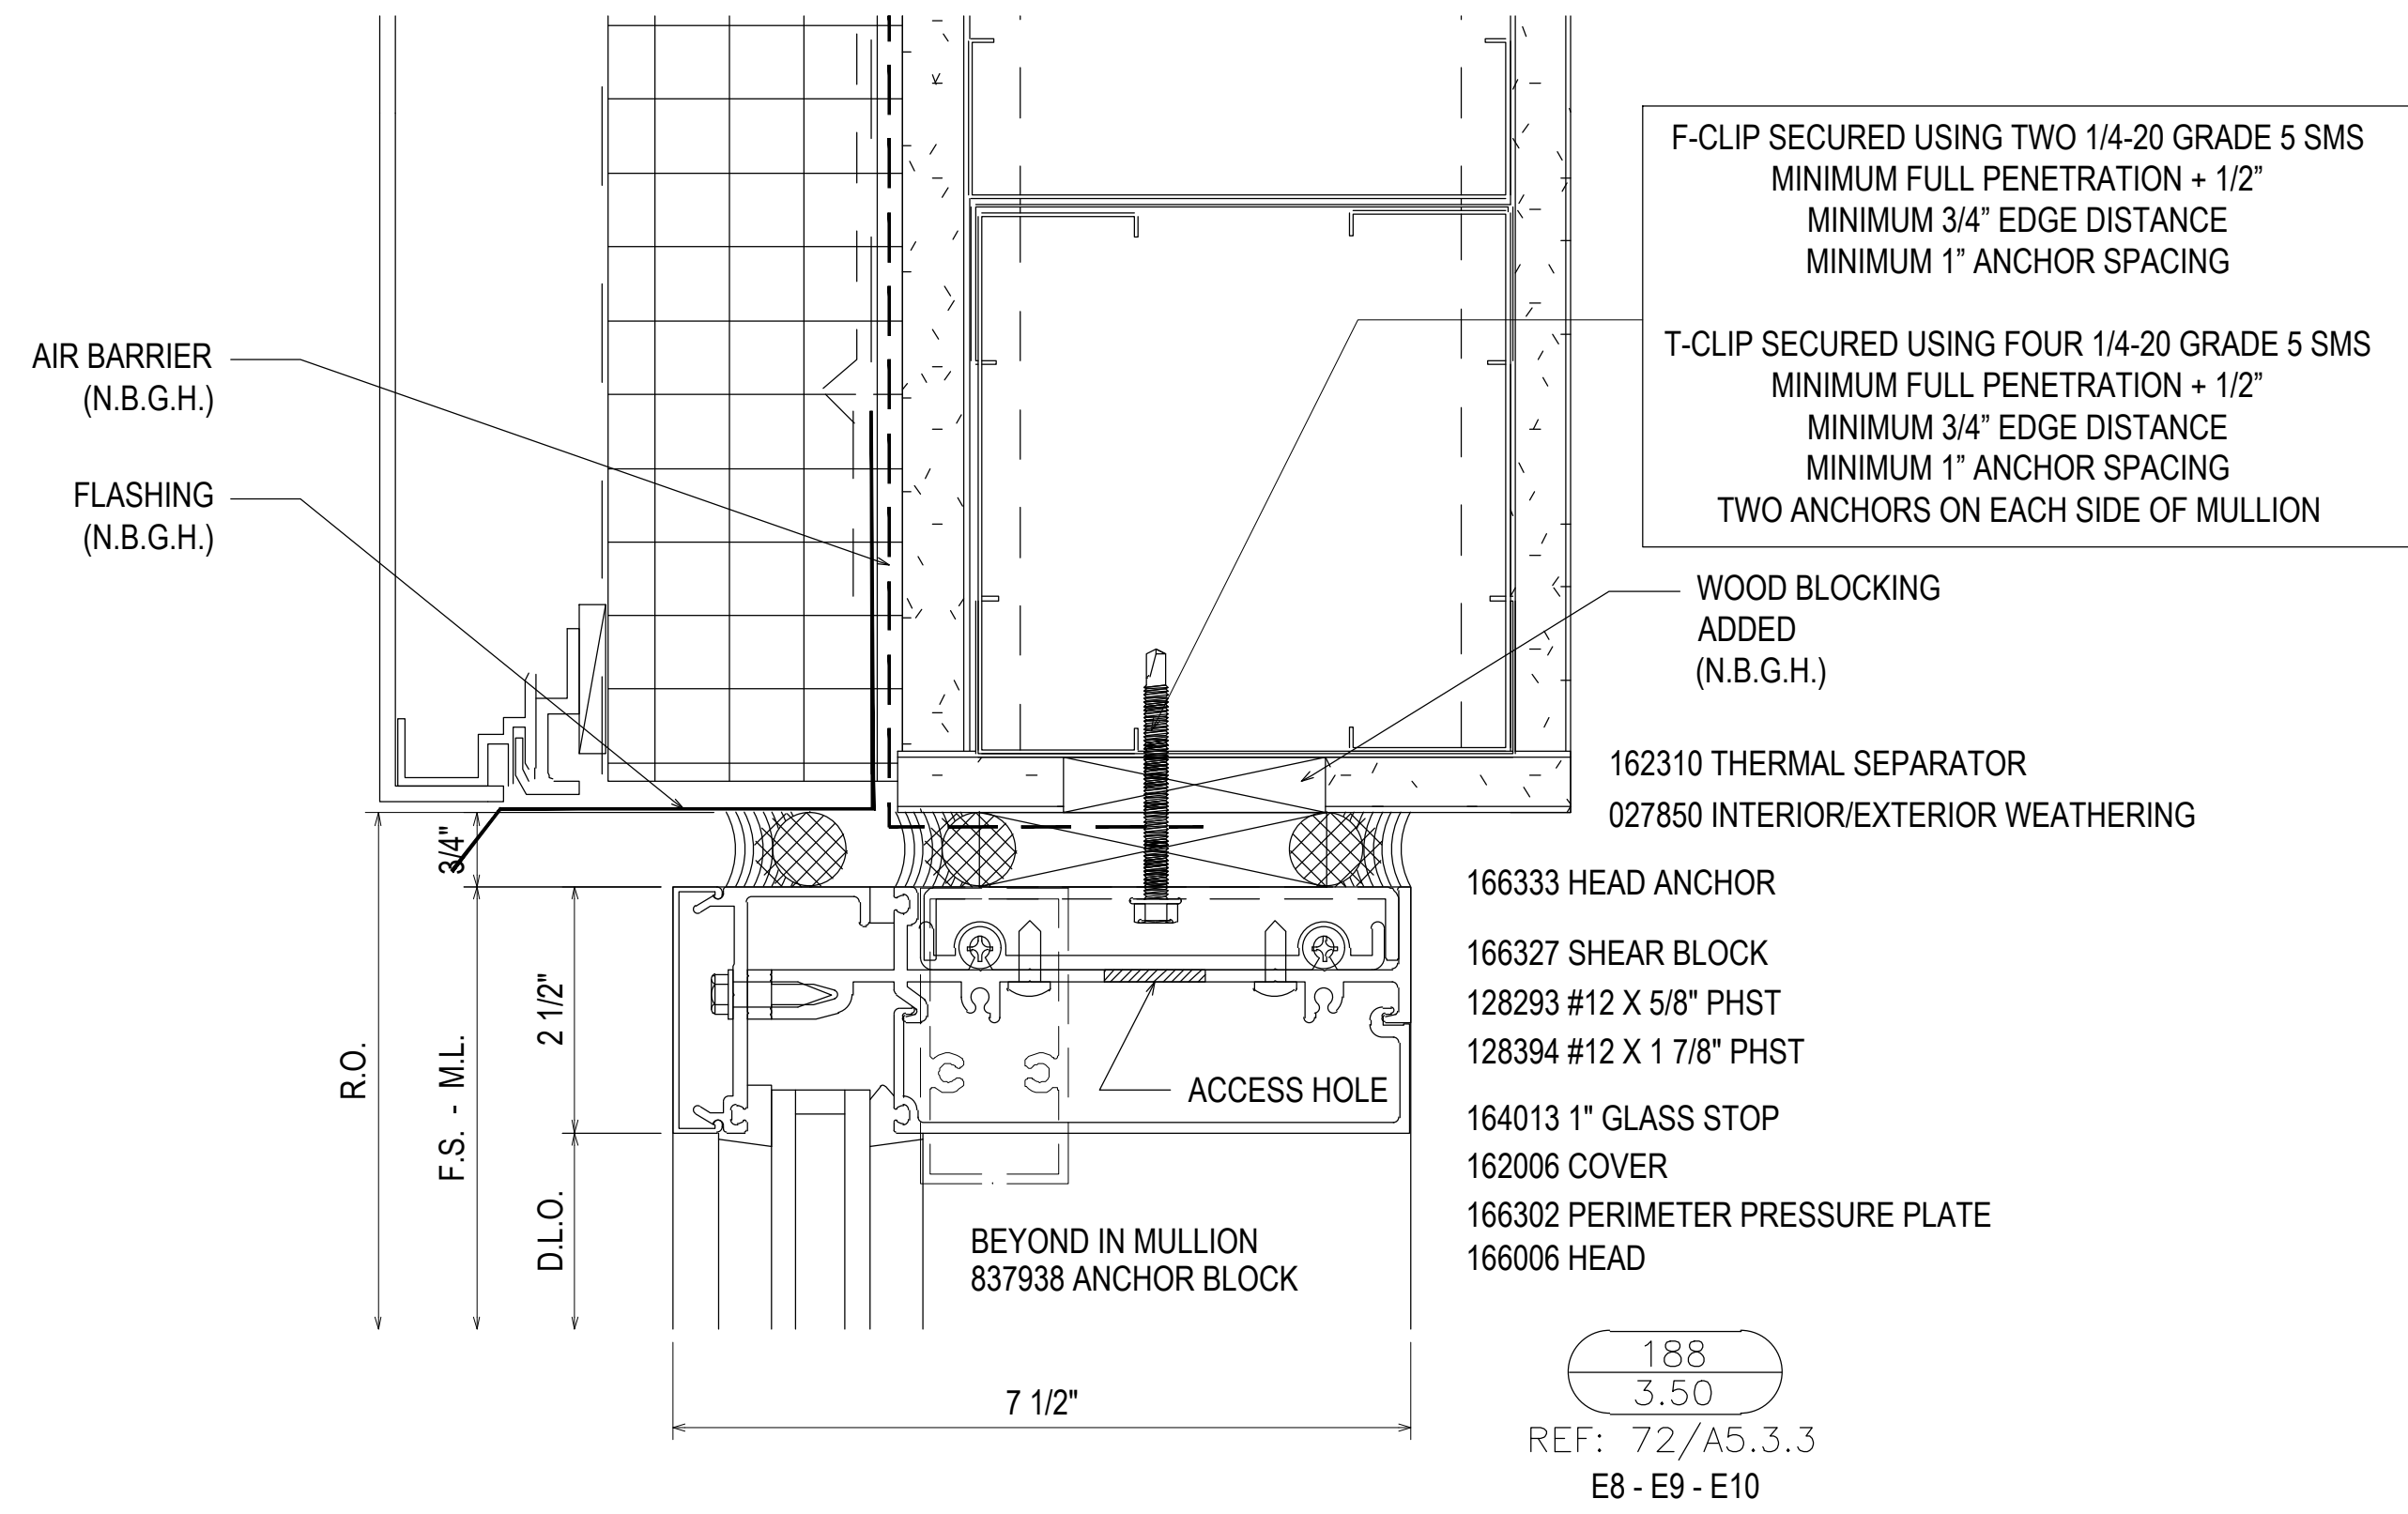 F-CLIP SECURED USING TWO 1/4-20 GRADE 5 SMS
MINIMUM FULL PENETRATION + 1/2”
MINIMUM 3/4” EDGE DISTANCE
MINIMUM 1” ANCHOR SPACING
T-CLIP SECURED USING FOUR 1/4-20 GRADE 5 SMS
MINIMUM FULL PENETRATION + 1/2”
MINIMUM 3/4” EDGE DISTANCE
MINIMUM 1” ANCHOR SPACING
TWO ANCHORS ON EACH SIDE OF MULLION
AIR BARRIER
(N.B.G.H.)
FLASHING
(N.B.G.H.)
WOOD BLOCKING
ADDED
(N.B.G.H.)
162310 THERMAL SEPARATOR
027850 INTERIOR/EXTERIOR WEATHERING
166333 HEAD ANCHOR
166327 SHEAR BLOCK
128293 #12 X 5/8" PHST
128394 #12 X 1 7/8" PHST
164013 1" GLASS STOP
162006 COVER
166302 PERIMETER PRESSURE PLATE
166006 HEAD
3/4"
2 1/2"
R.O.
F.S. - M.L.
D.L.O.
ACCESS HOLE
BEYOND IN MULLION
837938 ANCHOR BLOCK
7 1/2"
188
3.50
REF: 72/A5.3.3
E8 - E9 - E10